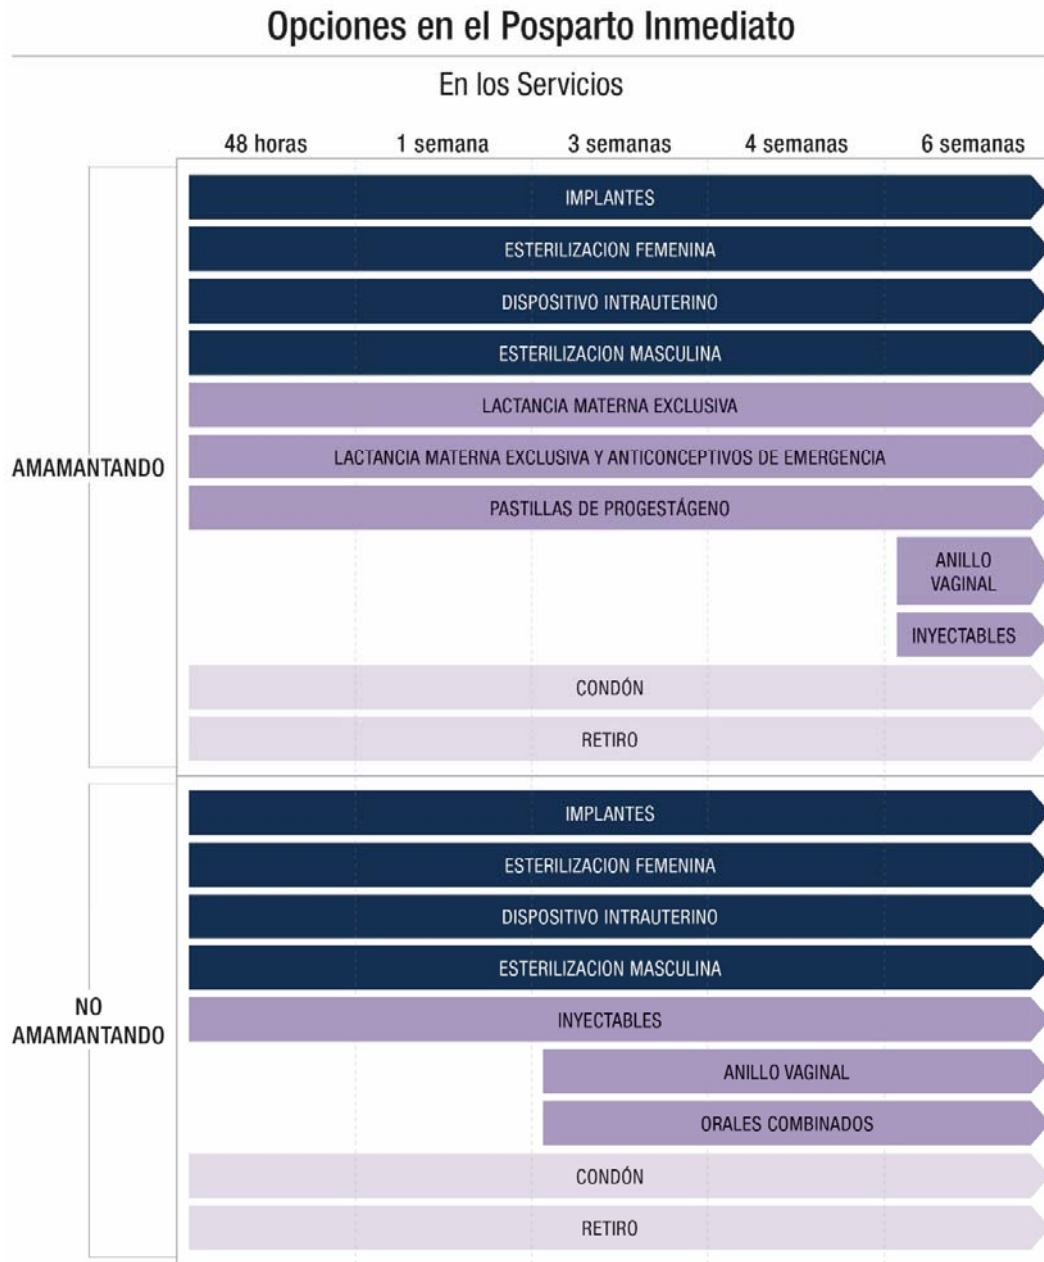 Opciones en el Posparto Inmediato
En los Servicios
48 horas 1 semana 3 semanas 4 semanas 6 semanas
AMAMANTANDO
IMPLANTES
ESTERILIZACION FEMENINA
DISPOSITIVO INTRAUTERINO
ESTERILIZACION MASCULINA
LACTANCIA MATERNA EXCLUSIVA
LACTANCIA MATERNA EXCLUSIVA Y ANTICONCEPTIVOS DE EMERGENCIA
PASTILLAS DE PROGESTÁGENO
ANILLO
VAGINAL
INYECTABLES
CONDÓN
RETIRO
NO
AMAMANTANDO
IMPLANTES
ESTERILIZACION FEMENINA
DISPOSITIVO INTRAUTERINO
ESTERILIZACION MASCULINA
INYECTABLES
ANILLO VAGINAL
ORALES COMBINADOS
CONDÓN
RETIRO